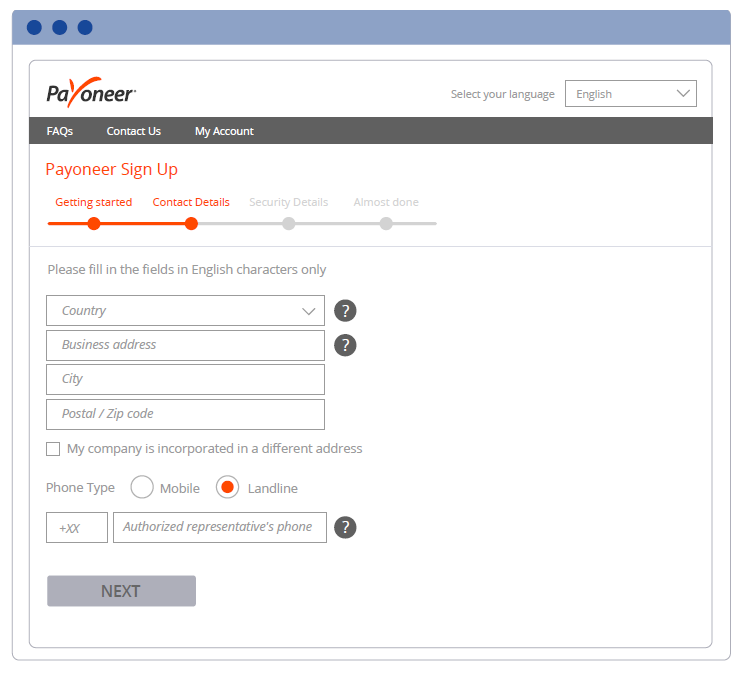 Payoneer
Select your language English
FAQs Contact Us My Account
Payoneer Sign Up
Getting started Contact Details Security Details Almost done
Please fill in the fields in English characters only
Country ?
Business address ?
City
Postal / Zip code
My company is incorporated in a different address
Phone Type Mobile Landline
+XX Authorized representative's phone ?
NEXT